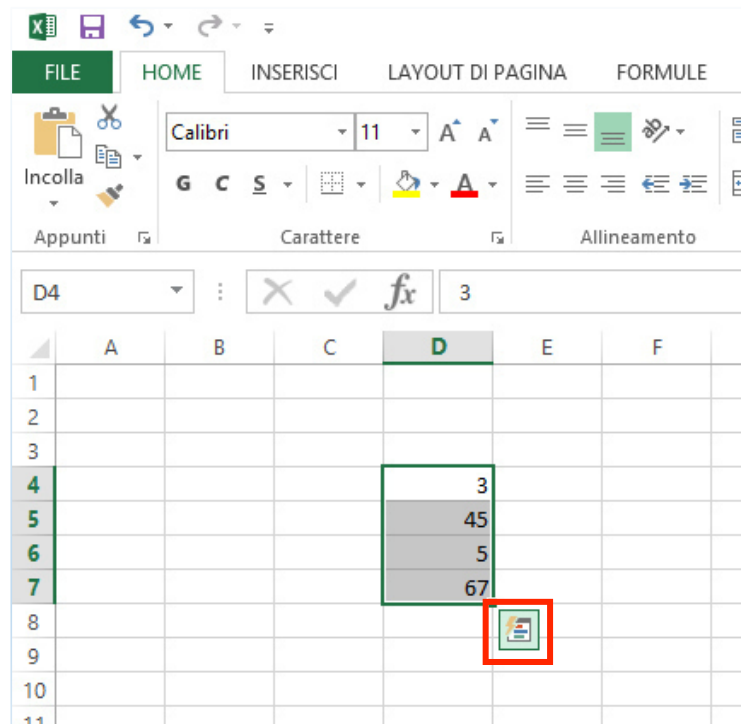 FILE HOME INSERISCI LAYOUT DI PAGINA FORMULE
Calibri 11 A A
Incolla G C S A
Appunti Carattere Allineamento
D4 fx 3
A B C D E F
1
2
3
4 3
5 45
6 5
7 67
8
9
10
11